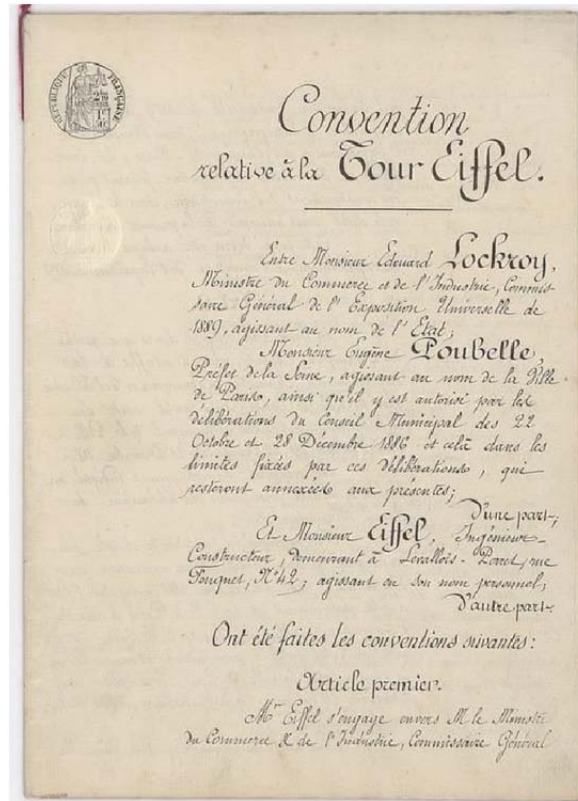 RÉPUBLIQUE FRANÇAISE
Convention
relative à la Tour Eiffel.
Entre Monsieur Edouard Lockroy,
Ministre du Commerce et de l'Industrie, Commis-
saire Général de l'Exposition Universelle de
1889, agissant au nom de l'Etat;
Monsieur Eugène Poubelle,
Préfet de la Seine, agissant au nom de la Ville
de Paris, ainsi qu'il y est autorisé par les
délibérations du Conseil Municipal des 22
Octobre et 28 Décembre 1886 et celà dans les
limites fixées par ces délibérations, qui
resteront annexées aux présentes;
D'une part;
Et Monsieur Eiffel, Ingénieur-
Constructeur, demeurant à Levallois-Perret, rue
Fouquet, N°42; agissant en son nom personnel;
D'autre part.
Ont été faites les conventions suivantes:
Article premier.
Mr Eiffel s'engage envers M le Ministre
du Commerce & de l'Industrie, Commissaire Général